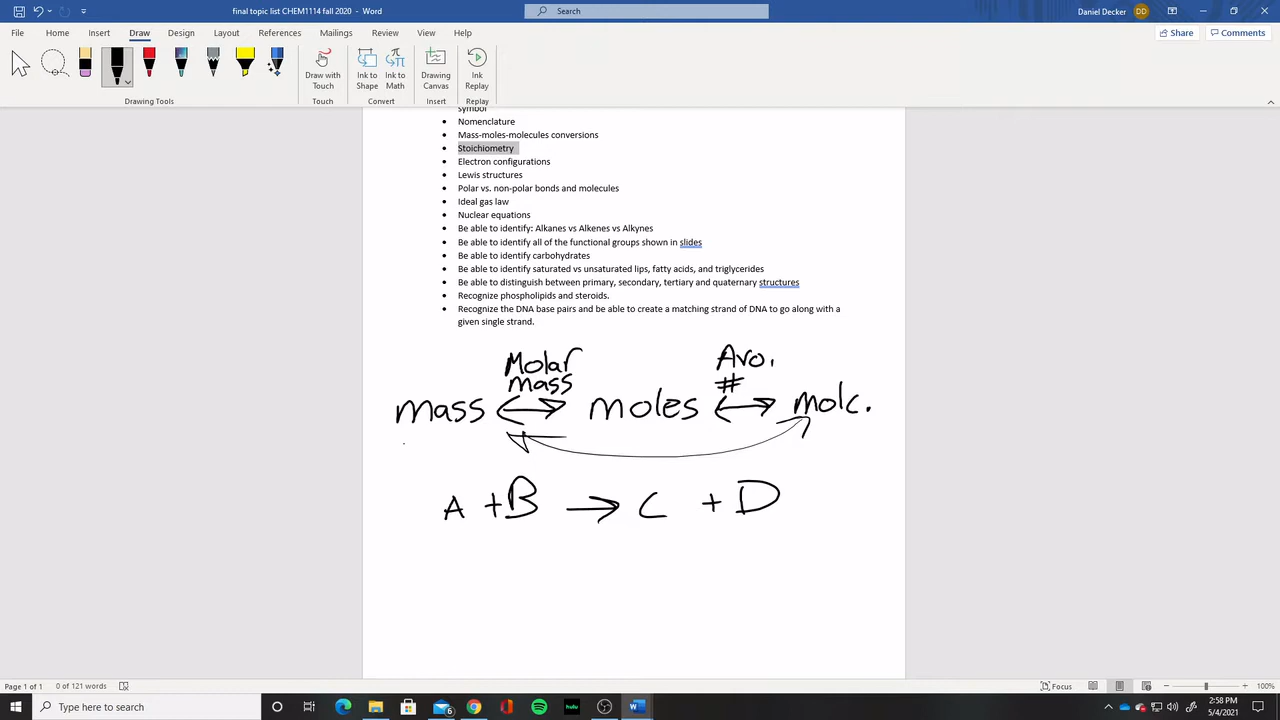 final topic list CHEM1114 fall 2020 - Word
Search
Daniel Decker DD
File Home Insert Draw Design Layout References Mailings Review View Help
Share Comments
Draw with Touch
Ink to Shape
Ink to Math
Drawing Canvas
Ink Replay
Drawing Tools Touch Convert Insert Replay
symbol
• Nomenclature
• Mass-moles-molecules conversions
• Stoichiometry
• Electron configurations
• Lewis structures
• Polar vs. non-polar bonds and molecules
• Ideal gas law
• Nuclear equations
• Be able to identify: Alkanes vs Alkenes vs Alkynes
• Be able to identify all of the functional groups shown in slides
• Be able to identify carbohydrates
• Be able to identify saturated vs unsaturated lips, fatty acids, and triglycerides
• Be able to distinguish between primary, secondary, tertiary and quaternary structures
• Recognize phospholipids and steroids.
• Recognize the DNA base pairs and be able to create a matching strand of DNA to go along with a
given single strand.
Molar Avo.
mass #
mass ↔ moles ↔ molc.
A + B → C + D
Page 1 of 1 0 of 121 words
Focus
100%
Type here to search
6
hulu
2:58 PM
5/4/2021